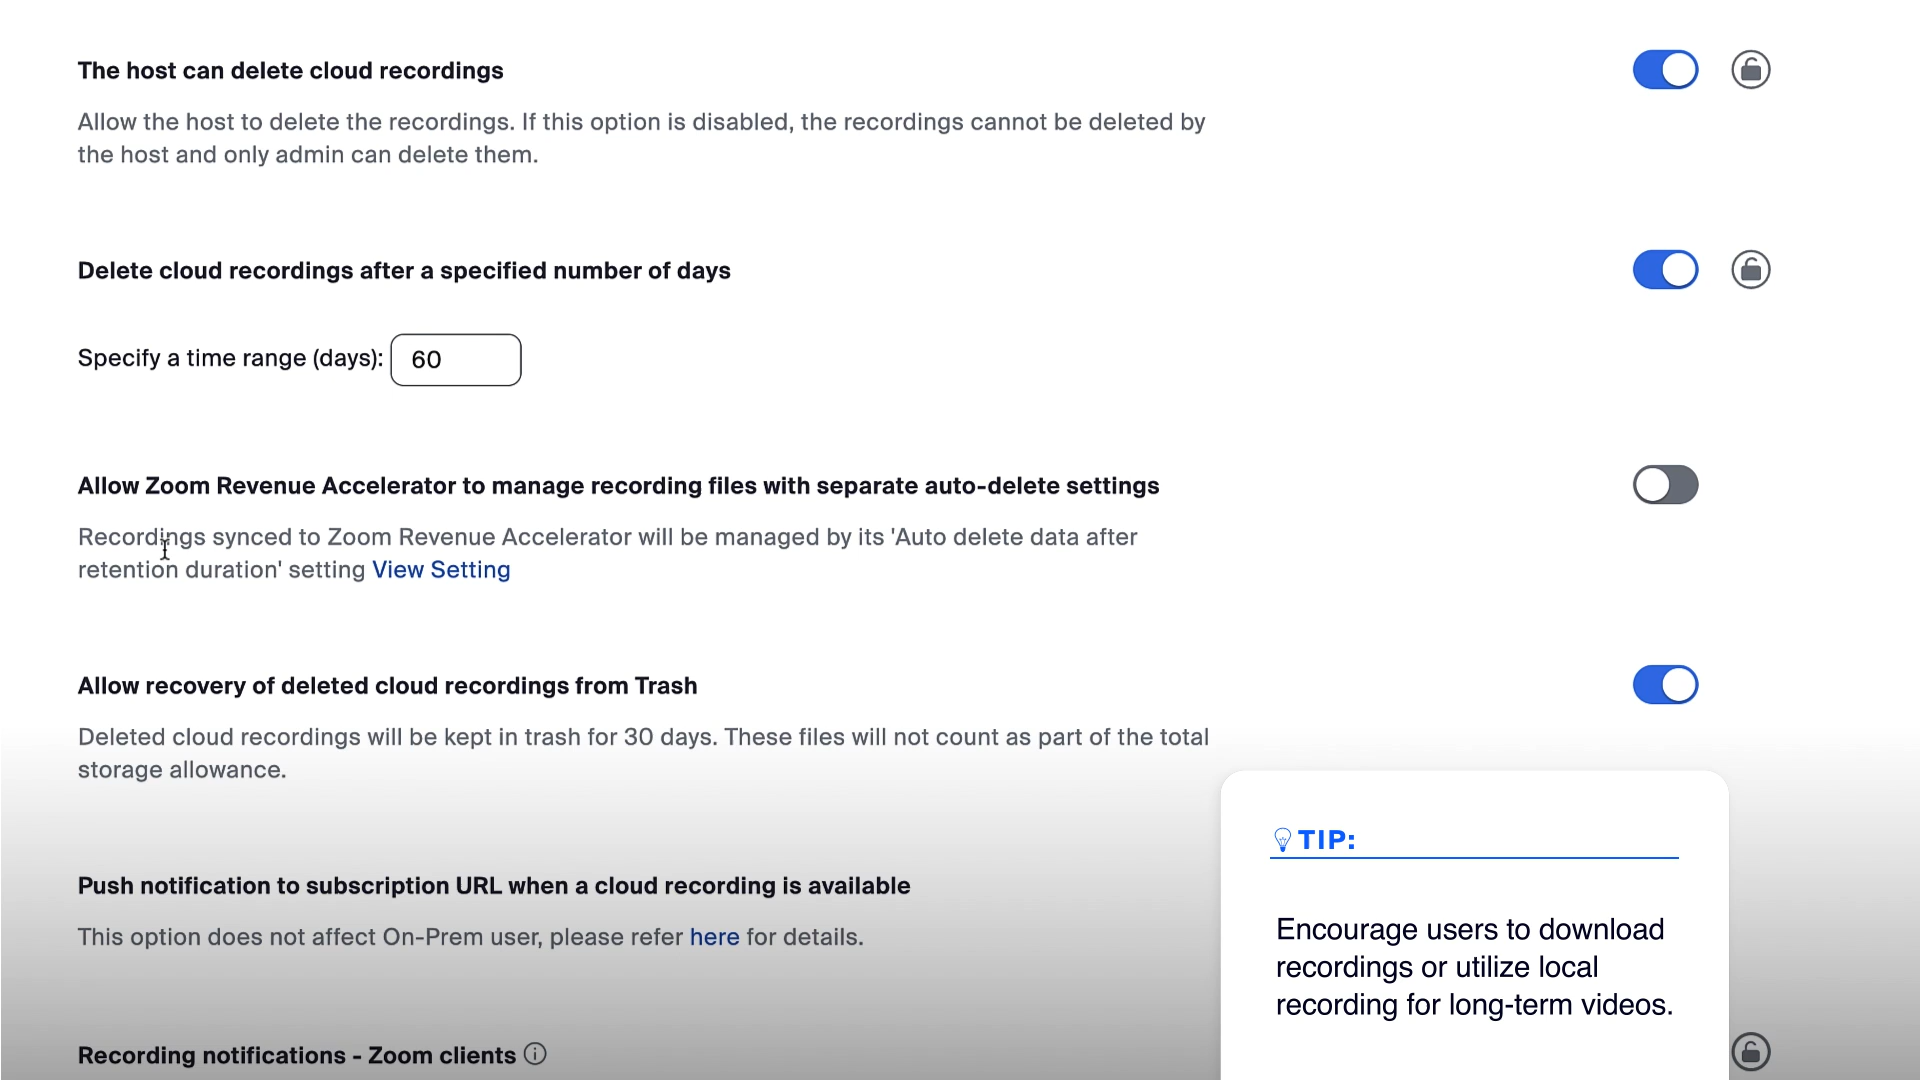 The host can delete cloud recordings
Allow the host to delete the recordings. If this option is disabled, the recordings cannot be deleted by
the host and only admin can delete them.
Delete cloud recordings after a specified number of days
Specify a time range (days): 60
Allow Zoom Revenue Accelerator to manage recording files with separate auto-delete settings
Recordings synced to Zoom Revenue Accelerator will be managed by its 'Auto delete data after
retention duration' setting View Setting
Allow recovery of deleted cloud recordings from Trash
Deleted cloud recordings will be kept in trash for 30 days. These files will not count as part of the total
storage allowance.
Push notification to subscription URL when a cloud recording is available
This option does not affect On-Prem user, please refer here for details.
Recording notifications - Zoom clients
TIP:
Encourage users to download
recordings or utilize local
recording for long-term videos.